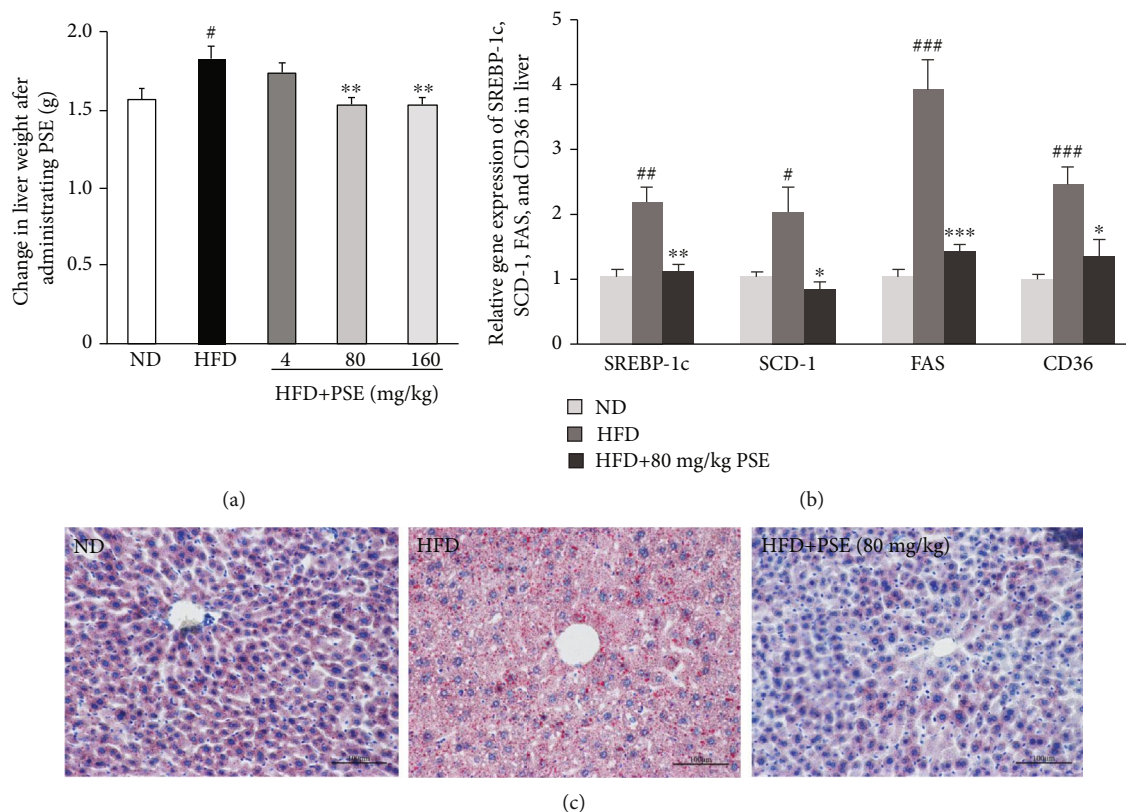 Change in liver weight afer
administrating PSE (g)
2.0
1.5
1.0
0.5
0
#
**
**
ND
HFD
4
80
160
HFD+PSE (mg/kg)
(a)
Relative gene expression of SREBP-1c,
SCD-1, FAS, and CD36 in liver
5
4
3
2
1
0
##
**
#
*
###
***
###
*
SREBP-1c
SCD-1
FAS
CD36
ND
HFD
HFD+80 mg/kg PSE
(b)
ND
100μm
HFD
100μm
HFD+PSE (80 mg/kg)
100μm
(c)